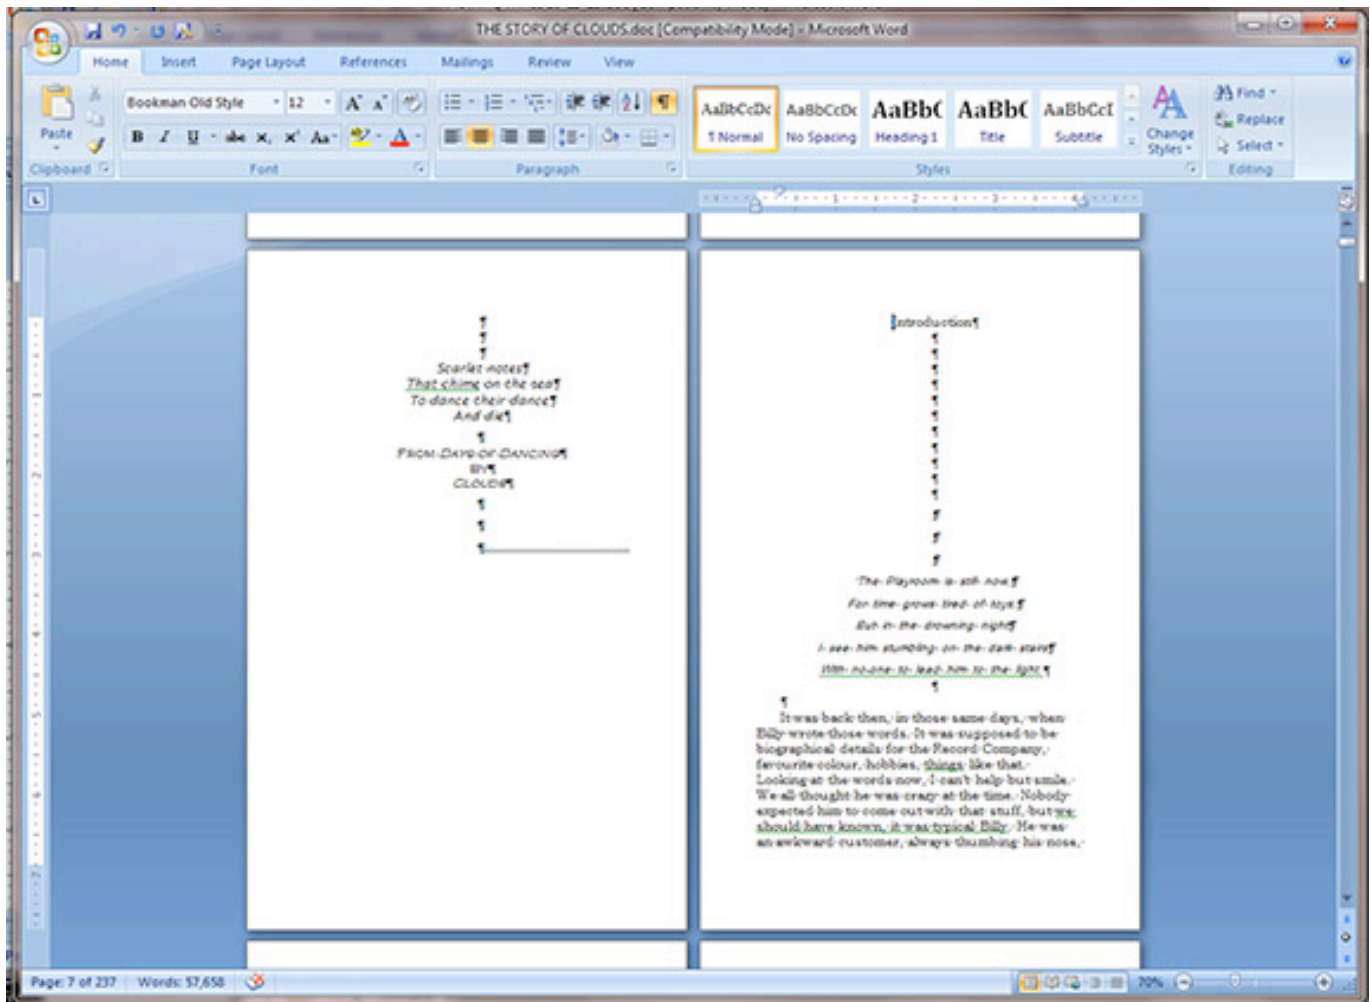 THE STORY OF CLOUDS.doc [Compatibility Mode] - Microsoft Word
Home Insert Page Layout References Mailings Review View
Paste
Bookman Old Style 12
B I U abc x, x² Aa A
AaBbCcDc AaBbCcDc AaBb( AaBb( AaBbCcI
¶ Normal No Spacing Heading 1 Title Subtitle
Change
Styles
Find
Replace
Select
Clipboard Font Paragraph Styles Editing
1 2 3 4
¶
¶
¶
Scarlet notes¶
That chime on the sea¶
To dance their dance¶
And die¶
¶
FROM DAYS OF DANCING¶
BY¶
CLOUDS¶
¶
¶
¶
Introduction¶
¶
¶
¶
¶
¶
¶
¶
¶
¶
¶
¶
¶
¶
¶
The Playroom is still now,¶
For time grows tired of toys.¶
But in the drowning night¶
I see him stumbling on the dark stairs¶
With no-one to lead him to the light.¶
¶
¶
It was back then, in those same days, when
Billy wrote those words. It was supposed to be
biographical details for the Record Company,
favourite colour, hobbies, things like that.
Looking at the words now, I can't help but smile.
We all thought he was crazy at the time. Nobody
expected him to come out with that stuff, but we
should have known, it was typical Billy. He was
an awkward customer, always thumbing his nose,
Page: 7 of 237 Words: 57,658 70%